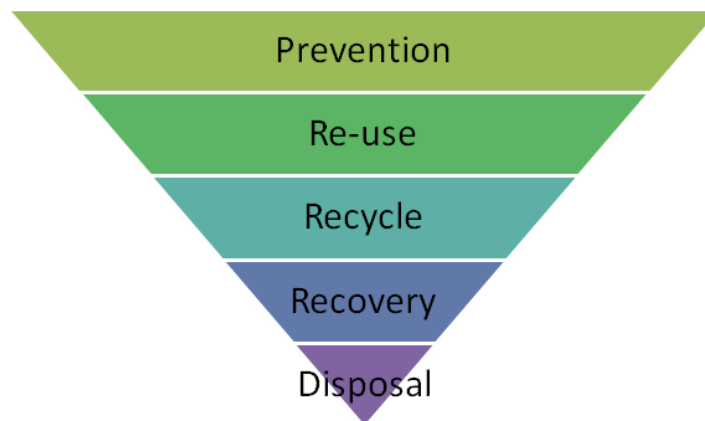 Prevention
Re-use
Recycle
Recovery
Disposal